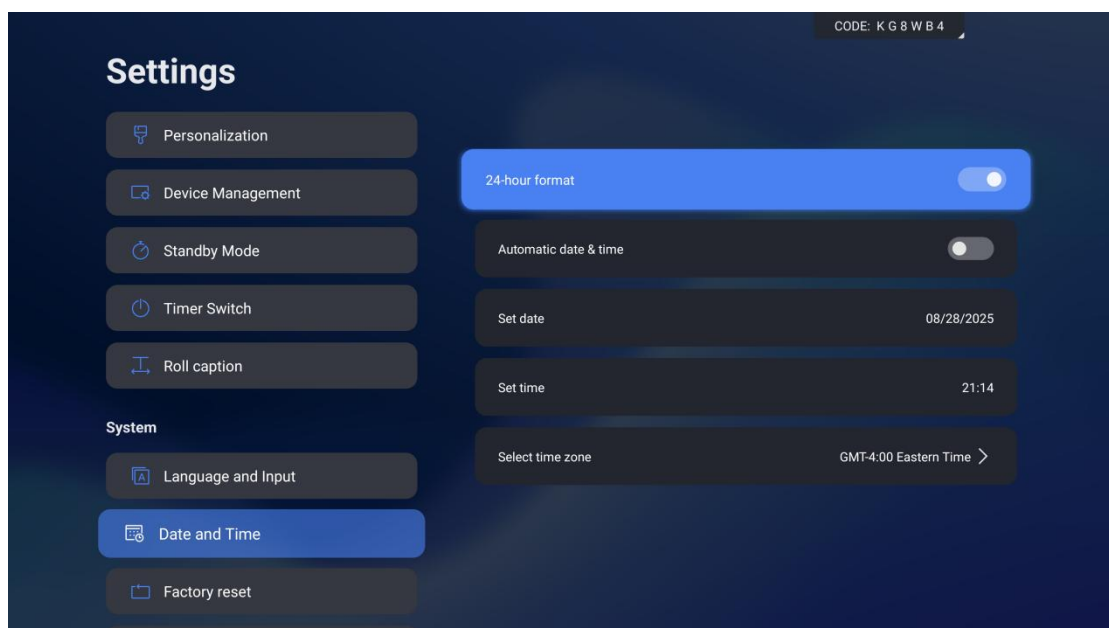 CODE: K G 8 W B 4
Settings
Personalization
Device Management
Standby Mode
Timer Switch
Roll caption
System
Language and Input
Date and Time
Factory reset
24-hour format
Automatic date & time
Set date 08/28/2025
Set time 21:14
Select time zone GMT-4:00 Eastern Time